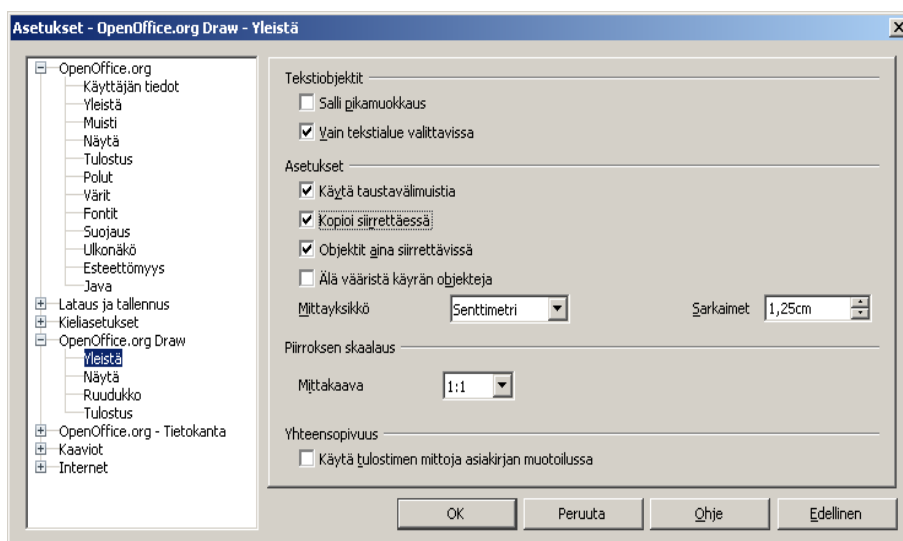 Asetukset - OpenOffice.org Draw - Yleistä
OpenOffice.org
Käyttäjän tiedot
Yleistä
Muisti
Näytä
Tulostus
Polut
Värit
Fontit
Suojaus
Ulkonäkö
Esteettömyys
Java
Lataus ja tallennus
Kieliasetukset
OpenOffice.org Draw
Yleistä
Näytä
Ruudukko
Tulostus
OpenOffice.org - Tietokanta
Kaaviot
Internet
Tekstiobjektit
Salli pikamuokkaus
Vain tekstialue valittavissa
Asetukset
Käytä taustavälimuistia
Kopioi siirrettäessä
Objektit aina siirrettävissä
Älä vääristä käyrän objekteja
Mittayksikkö Senttimetri Sarkaimet 1,25cm
Piirroksen skaalaus
Mittakaava 1:1
Yhteensopivuus
Käytä tulostimen mittoja asiakirjan muotoilussa
OK Peruuta Ohje Edellinen